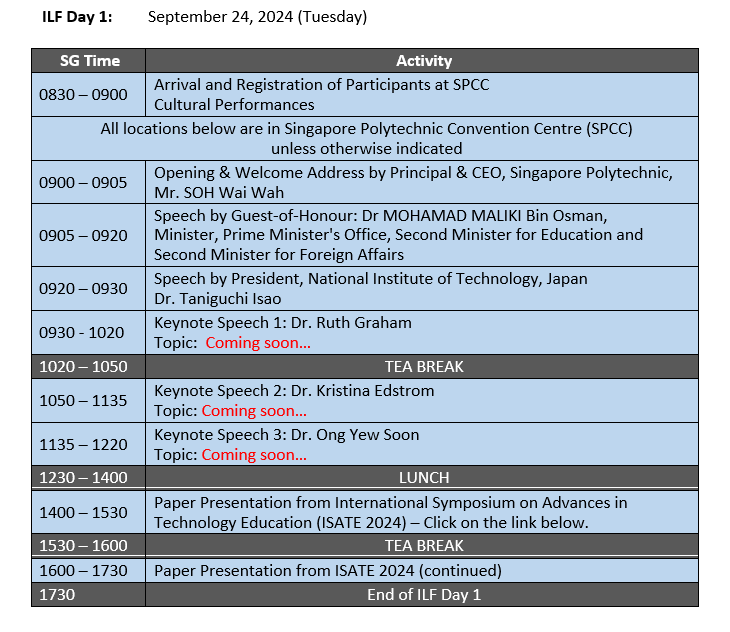 ILF Day 1: September 24, 2024 (Tuesday)
SG Time Activity
0830 – 0900 Arrival and Registration of Participants at SPCC
Cultural Performances
All locations below are in Singapore Polytechnic Convention Centre (SPCC)
unless otherwise indicated
0900 – 0905 Opening & Welcome Address by Principal & CEO, Singapore Polytechnic,
Mr. SOH Wai Wah
0905 – 0920 Speech by Guest-of-Honour: Dr MOHAMAD MALIKI Bin Osman,
Minister, Prime Minister's Office, Second Minister for Education and
Second Minister for Foreign Affairs
0920 – 0930 Speech by President, National Institute of Technology, Japan
Dr. Taniguchi Isao
0930 - 1020 Keynote Speech 1: Dr. Ruth Graham
Topic: Coming soon...
1020 – 1050 TEA BREAK
1050 – 1135 Keynote Speech 2: Dr. Kristina Edstrom
Topic: Coming soon...
1135 – 1220 Keynote Speech 3: Dr. Ong Yew Soon
Topic: Coming soon...
1230 – 1400 LUNCH
1400 – 1530 Paper Presentation from International Symposium on Advances in
Technology Education (ISATE 2024) – Click on the link below.
1530 – 1600 TEA BREAK
1600 – 1730 Paper Presentation from ISATE 2024 (continued)
1730 End of ILF Day 1